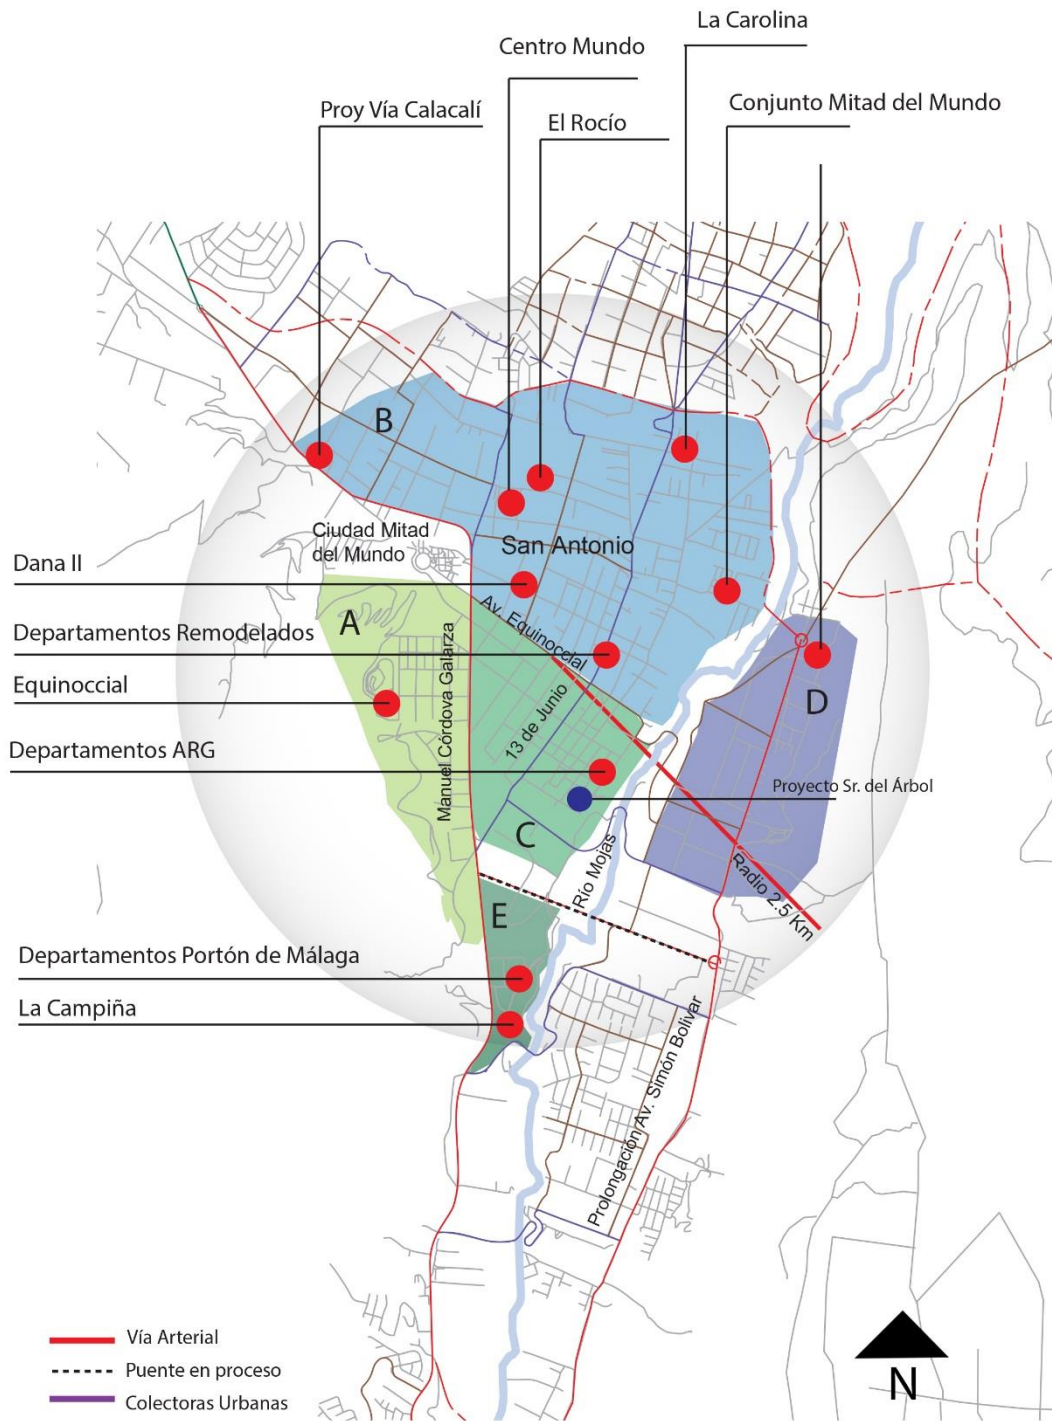 La Carolina
Centro Mundo
Conjunto Mitad del Mundo
Proy Vía Calacalí
El Rocío
B
Ciudad Mitad
del Mundo
San Antonio
Dana II
Av. Equinoccial
A
Departamentos Remodelados
Manuel Córdova Galarza
Equinoccial
13 de Junio
D
Departamentos ARG
Proyecto Sr. del Árbol
C
Radio 2.5 Km
Río Mojas
E
Departamentos Portón de Málaga
La Campiña
Prolongación Av. Simón Bolivar
Vía Arterial
Puente en proceso
Colectoras Urbanas
N